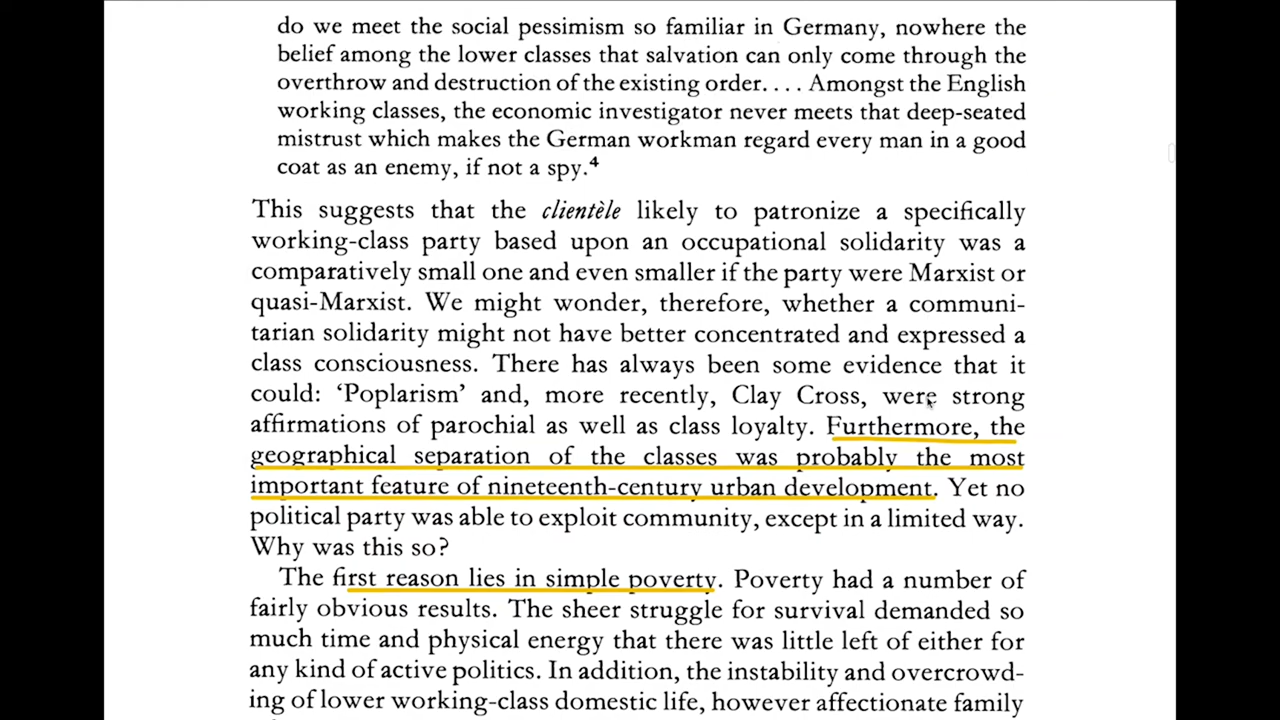 do we meet the social pessimism so familiar in Germany, nowhere the
belief among the lower classes that salvation can only come through the
overthrow and destruction of the existing order.... Amongst the English
working classes, the economic investigator never meets that deep-seated
mistrust which makes the German workman regard every man in a good
coat as an enemy, if not a spy.⁴
This suggests that the clientèle likely to patronize a specifically
working-class party based upon an occupational solidarity was a
comparatively small one and even smaller if the party were Marxist or
quasi-Marxist. We might wonder, therefore, whether a communi-
tarian solidarity might not have better concentrated and expressed a
class consciousness. There has always been some evidence that it
could: ‘Poplarism’ and, more recently, Clay Cross, were strong
affirmations of parochial as well as class loyalty. Furthermore, the
geographical separation of the classes was probably the most
important feature of nineteenth-century urban development. Yet no
political party was able to exploit community, except in a limited way.
Why was this so?
The first reason lies in simple poverty. Poverty had a number of
fairly obvious results. The sheer struggle for survival demanded so
much time and physical energy that there was little left of either for
any kind of active politics. In addition, the instability and overcrowd-
ing of lower working-class domestic life, however affectionate family